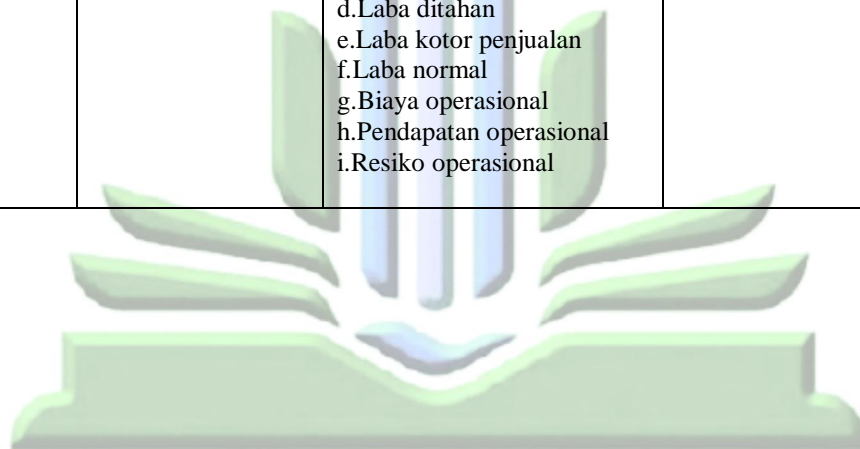 d.Laba ditahan
e.Laba kotor penjualan
f.Laba normal
g.Biaya operasional
h.Pendapatan operasional
i.Resiko operasional